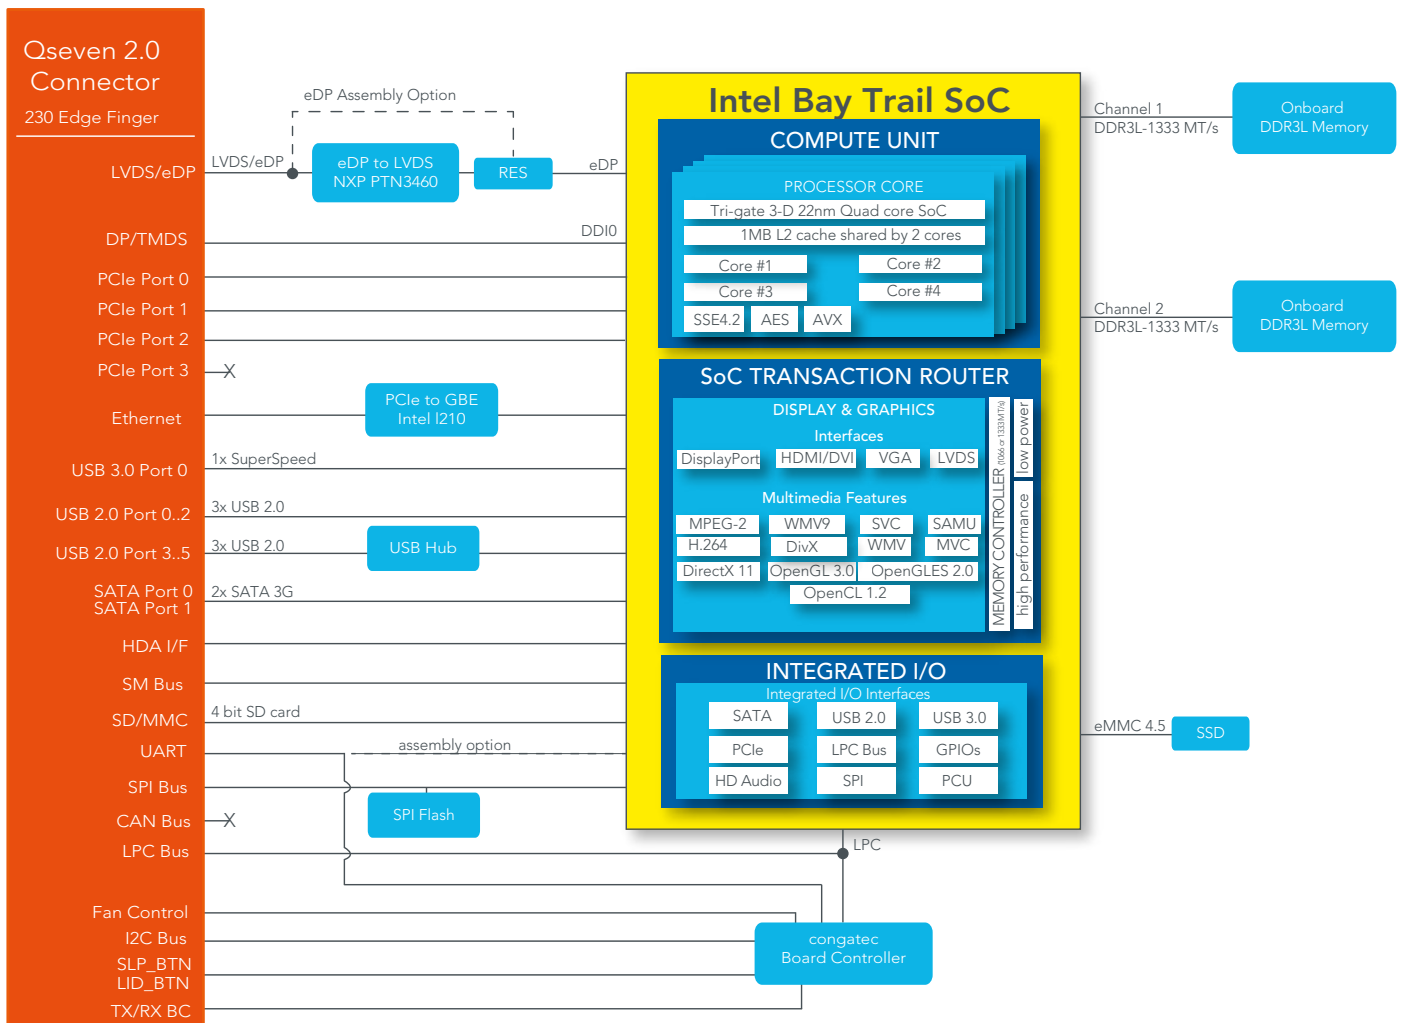 Qseven 2.0
Connector
230 Edge Finger
LVDS/eDP
DP/TMDS
PCIe Port 0
PCIe Port 1
PCIe Port 2
PCIe Port 3
Ethernet
USB 3.0 Port 0
USB 2.0 Port 0..2
USB 2.0 Port 3..5
SATA Port 0
SATA Port 1
HDA I/F
SM Bus
SD/MMC
UART
SPI Bus
CAN Bus
LPC Bus
Fan Control
I2C Bus
SLP_BTN
LID_BTN
TX/RX BC
eDP Assembly Option
LVDS/eDP
eDP to LVDS
NXP PTN3460
RES
eDP
DDI0
X
PCIe to GBE
Intel I210
1x SuperSpeed
3x USB 2.0
3x USB 2.0
USB Hub
2x SATA 3G
4 bit SD card
assembly option
SPI Flash
X
Intel Bay Trail SoC
COMPUTE UNIT
PROCESSOR CORE
Tri-gate 3-D 22nm Quad core SoC
1MB L2 cache shared by 2 cores
Core #1
Core #2
Core #3
Core #4
SSE4.2
AES
AVX
SoC TRANSACTION ROUTER
DISPLAY & GRAPHICS
Interfaces
DisplayPort
HDMI/DVI
VGA
LVDS
Multimedia Features
MPEG-2
WMV9
SVC
SAMU
H.264
DivX
WMV
MVC
DirectX 11
OpenGL 3.0
OpenGLES 2.0
OpenCL 1.2
MEMORY CONTROLLER (1066 or 1333MT/s)
low power
high performance
INTEGRATED I/O
Integrated I/O Interfaces
SATA
USB 2.0
USB 3.0
PCIe
LPC Bus
GPIOs
HD Audio
SPI
PCU
LPC
congatec
Board Controller
Channel 1
DDR3L-1333 MT/s
Onboard
DDR3L Memory
Channel 2
DDR3L-1333 MT/s
Onboard
DDR3L Memory
eMMC 4.5
SSD